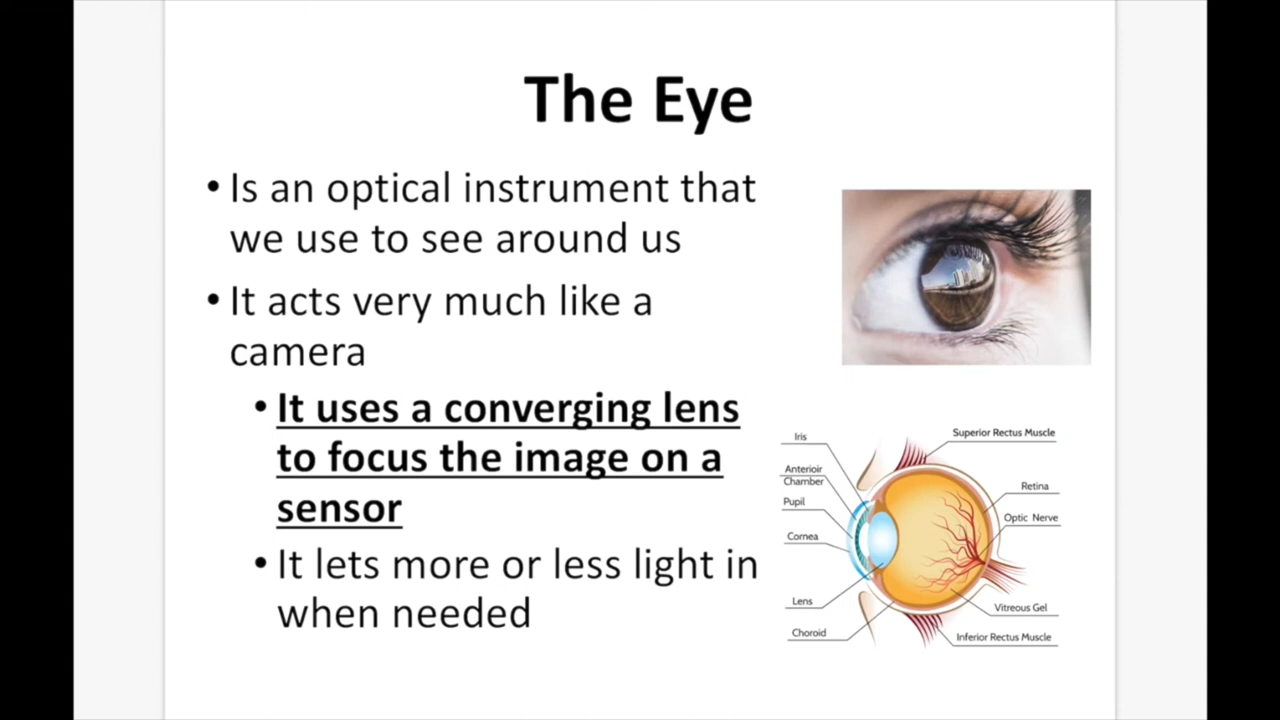 The Eye
• Is an optical instrument that
we use to see around us
• It acts very much like a
camera
• It uses a converging lens
to focus the image on a
sensor
• It lets more or less light in
when needed
Iris
Anterioir
Chamber
Pupil
Cornea
Lens
Choroid
Superior Rectus Muscle
Retina
Optic Nerve
Vitreous Gel
Inferior Rectus Muscle